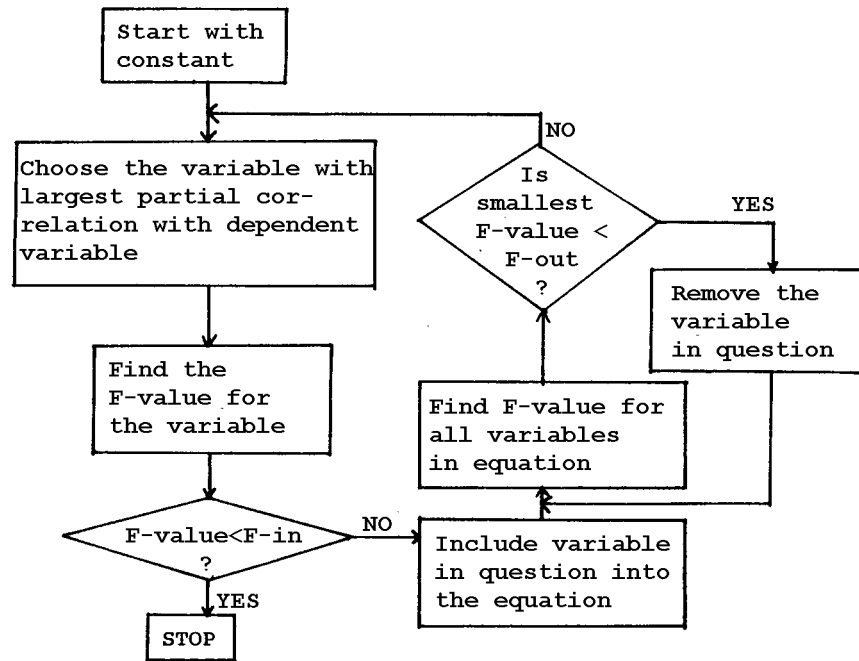 Start with
constant
Choose the variable with
largest partial cor-
relation with dependent
variable
Find the
F-value for
the variable
F-value<F-in
?
YES
STOP
NO
Include variable
in question into
the equation
Find F-value for
all variables
in equation
Is
smallest
F-value <
F-out
?
NO
YES
Remove the
variable
in question